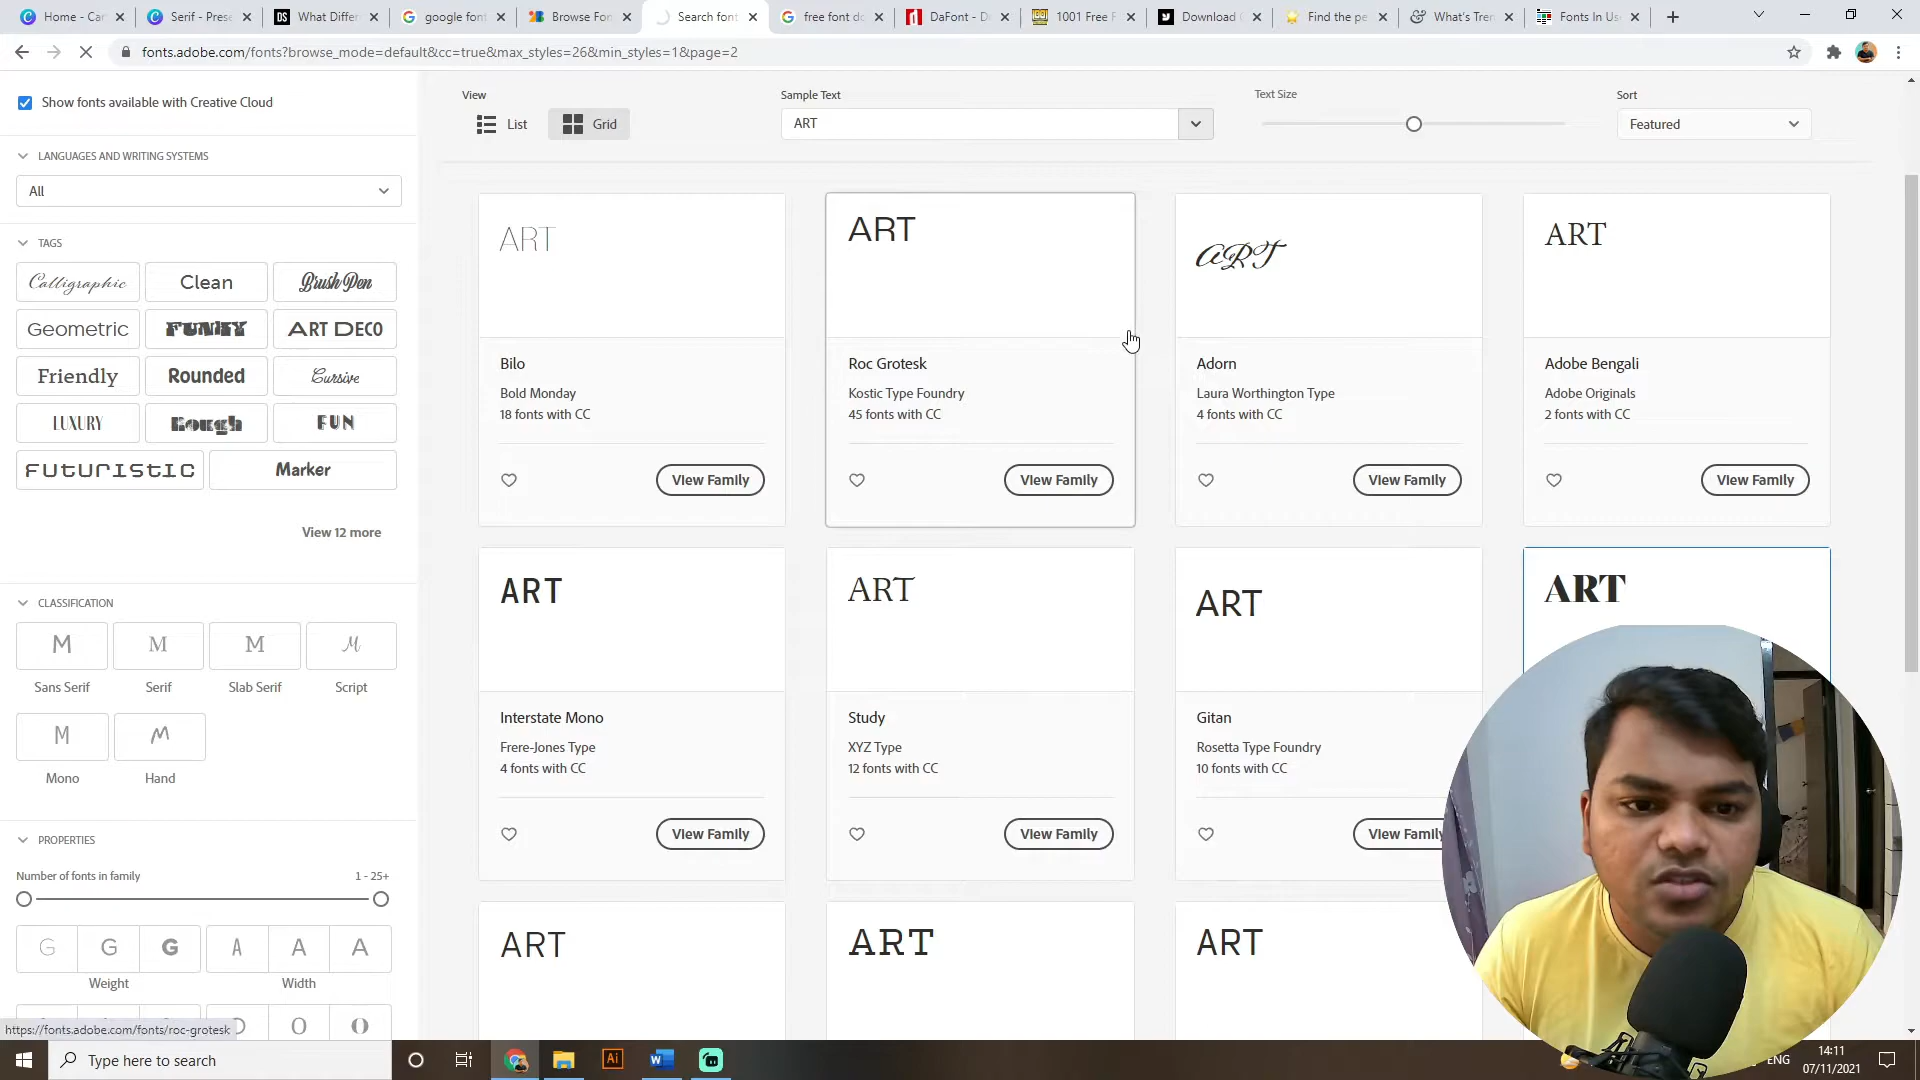 Home - Can
Serif - Prese
What Differ
google font
Browse Fon
Search font
free font do
DaFont - D
1001 Free F
Download
Find the pe
What's Tren
Fonts In Us
fonts.adobe.com/fonts?browse_mode=default&cc=true&max_styles=26&min_styles=1&page=2
Show fonts available with Creative Cloud
LANGUAGES AND WRITING SYSTEMS
All
TAGS
Calligraphic Clean Brush Pen
Geometric FUNKY ART DECO
Friendly Rounded Cursive
LUXURY Rough FUN
Futuristic Marker
View 12 more
CLASSIFICATION
M M M M
Sans Serif Serif Slab Serif Script
M M
Mono Hand
PROPERTIES
Number of fonts in family 1 - 25+
G G G A A A
Weight Width
https://fonts.adobe.com/fonts/roc-grotesk
View
List Grid
Sample Text
ART
Text Size
Sort
Featured
ART
Bilo
Bold Monday
18 fonts with CC
View Family
ART
Roc Grotesk
Kostic Type Foundry
45 fonts with CC
View Family
ART
Adorn
Laura Worthington Type
4 fonts with CC
View Family
ART
Adobe Bengali
Adobe Originals
2 fonts with CC
View Family
ART
Interstate Mono
Frere-Jones Type
4 fonts with CC
View Family
ART
Study
XYZ Type
12 fonts with CC
View Family
ART
Gitan
Rosetta Type Foundry
10 fonts with CC
View Family
ART
ART
ART
ART
Type here to search
Ai
W
ENG
14:11
07/11/2021